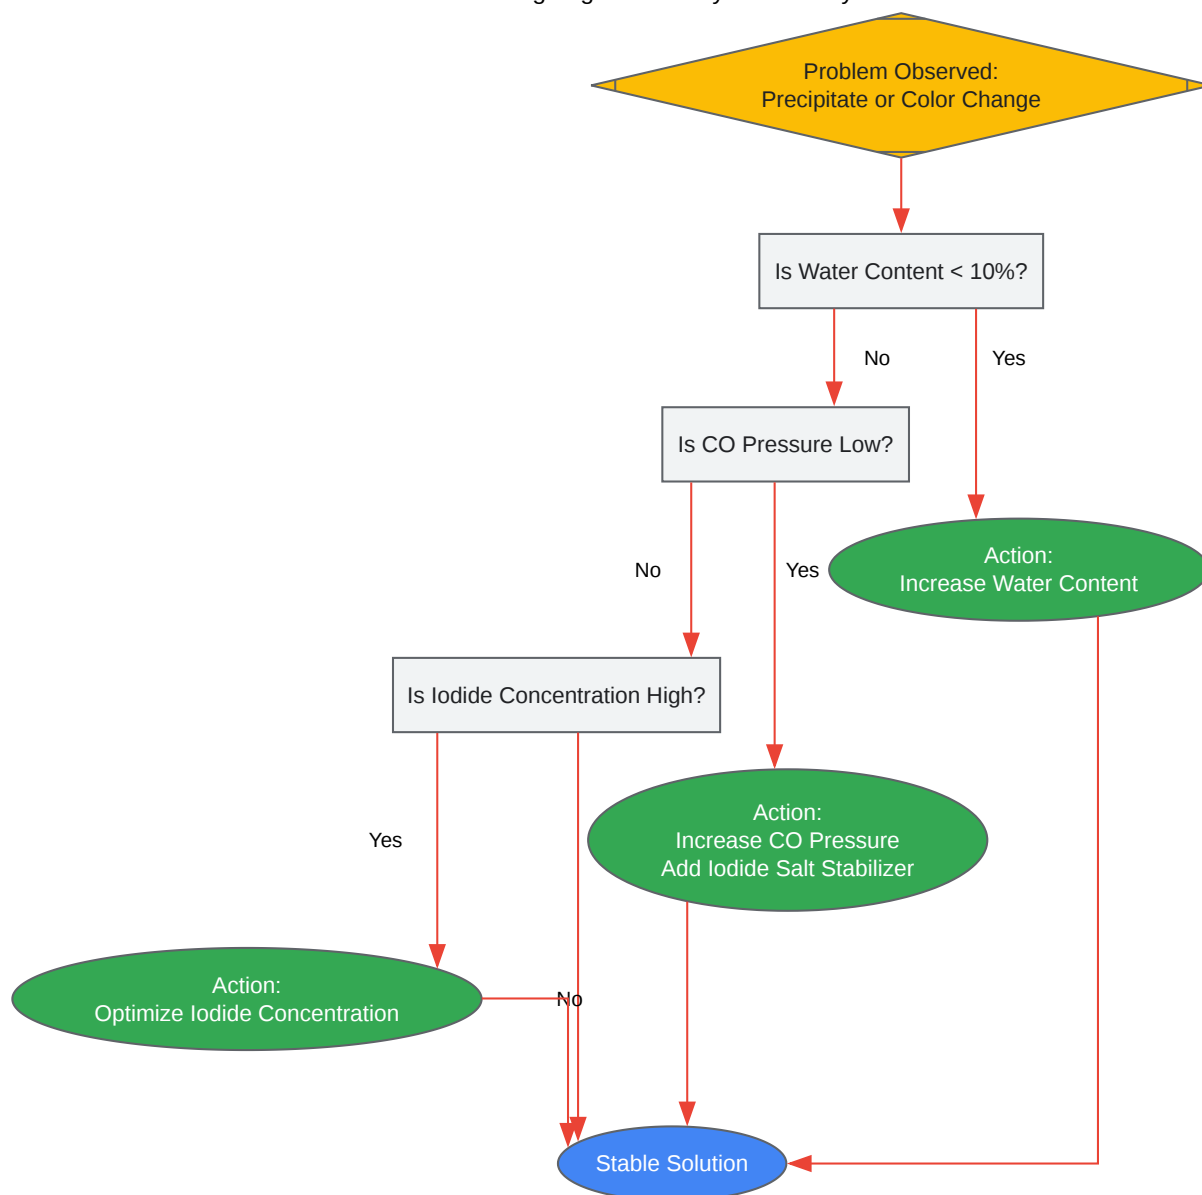 Problem Observed:
Precipitate or Color Change
Is Water Content < 10%?
No
Yes
Is CO Pressure Low?
Action:
Increase Water Content
No
Yes
Is Iodide Concentration High?
Action:
Increase CO Pressure
Add Iodide Salt Stabilizer
Yes
Action:
Optimize Iodide Concentration
No
Stable Solution